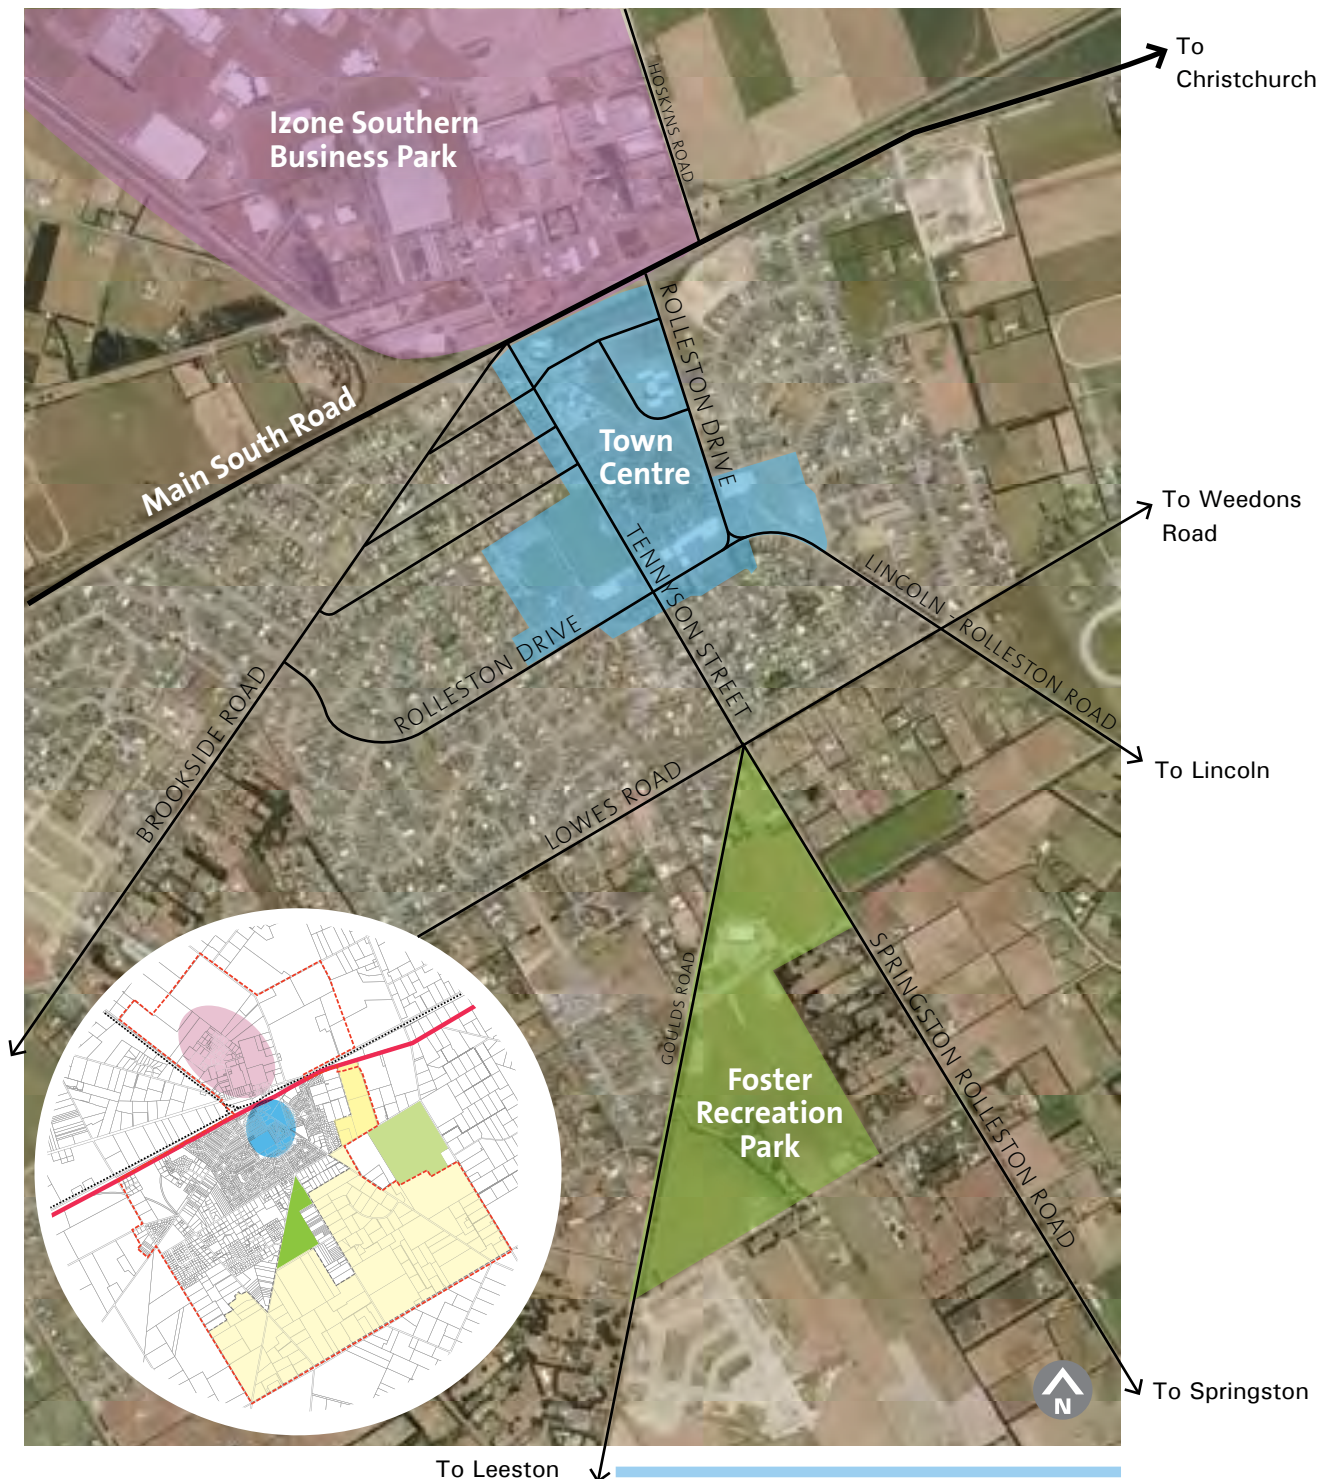 To
Christchurch
HOSKYNS ROAD
Izone Southern
Business Park
ROLLESTON DRIVE
Main South Road
Town
Centre
To Weedons
Road
TENNYSON STREET
LINCOLN - ROLLESTON ROAD
ROLLESTON DRIVE
BROOKSIDE ROAD
To Lincoln
LOWES ROAD
SPRINGSTON ROLLESTON ROAD
GOULDS ROAD
Foster
Recreation
Park
N
To Springston
To Leeston